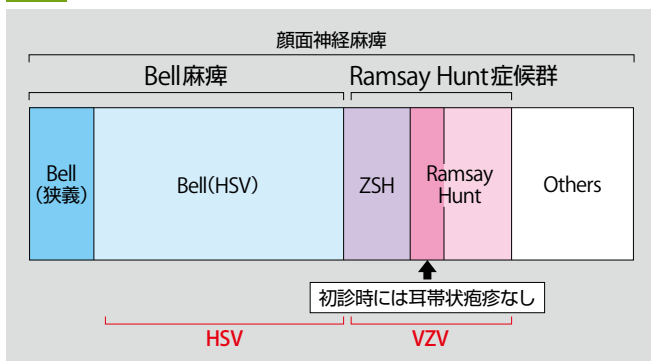 顔面神経麻痺
Bell麻痺
Ramsay Hunt症候群
Bell
(狭義)
Bell(HSV)
ZSH
Ramsay
Hunt
Others
初診時には耳帯状疱疹なし
HSV
VZV